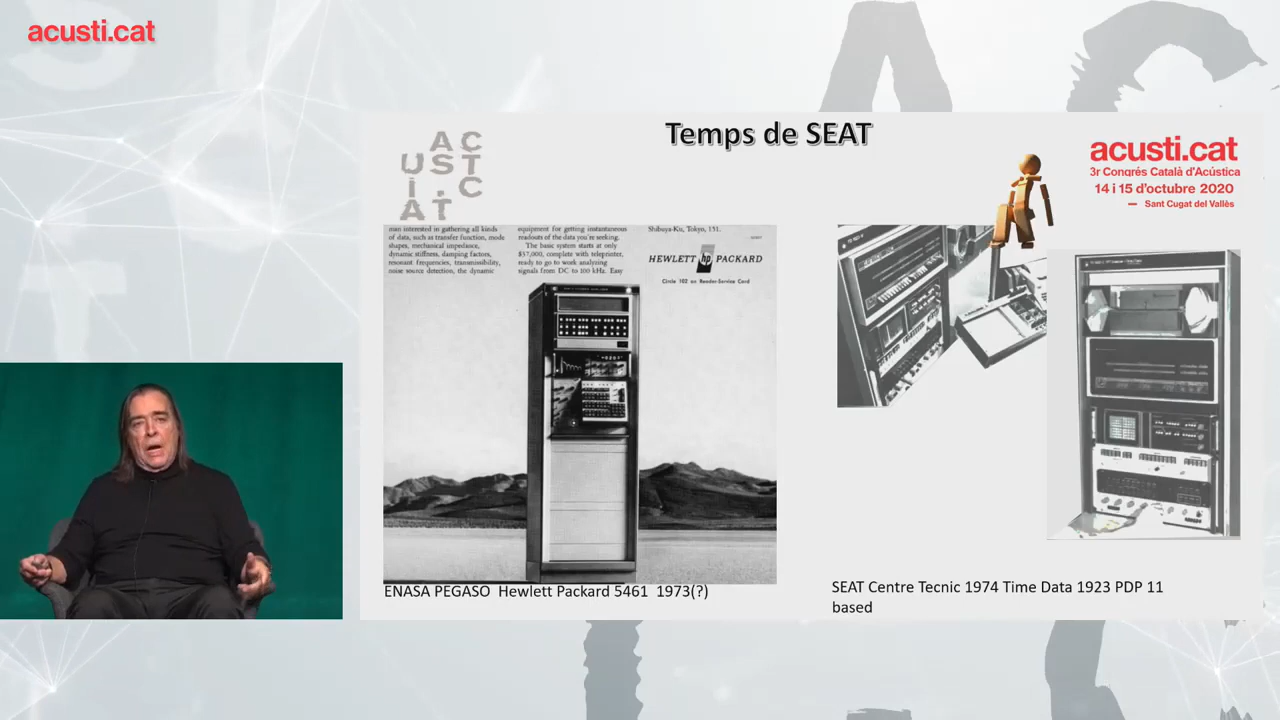 acusti.cat
Temps de SEAT
AC
UST
I.C
AT
acusti.cat
3r Congrés Català d'Acústica
14 i 15 d'octubre 2020
Sant Cugat del Vallès
man interested in gathering all kinds
of data, such as transfer function, mode
shapes, mechanical impedance,
dynamic stiffness, damping factors,
resonant frequencies, transmissibility,
noise source detection, the dynamic
equipment for getting instantaneous
readouts of the data you're seeking.
The basic system starts at only
$37,000, complete with teleprinter,
ready to go to work analyzing
signals from DC to 100 kHz. Easy
Shibuya-Ku, Tokyo, 151.
HEWLETT hp PACKARD
Circle 102 on Reader-Service Card
ENASA PEGASO Hewlett Packard 5461 1973(?)
SEAT Centre Tecnic 1974 Time Data 1923 PDP 11
based